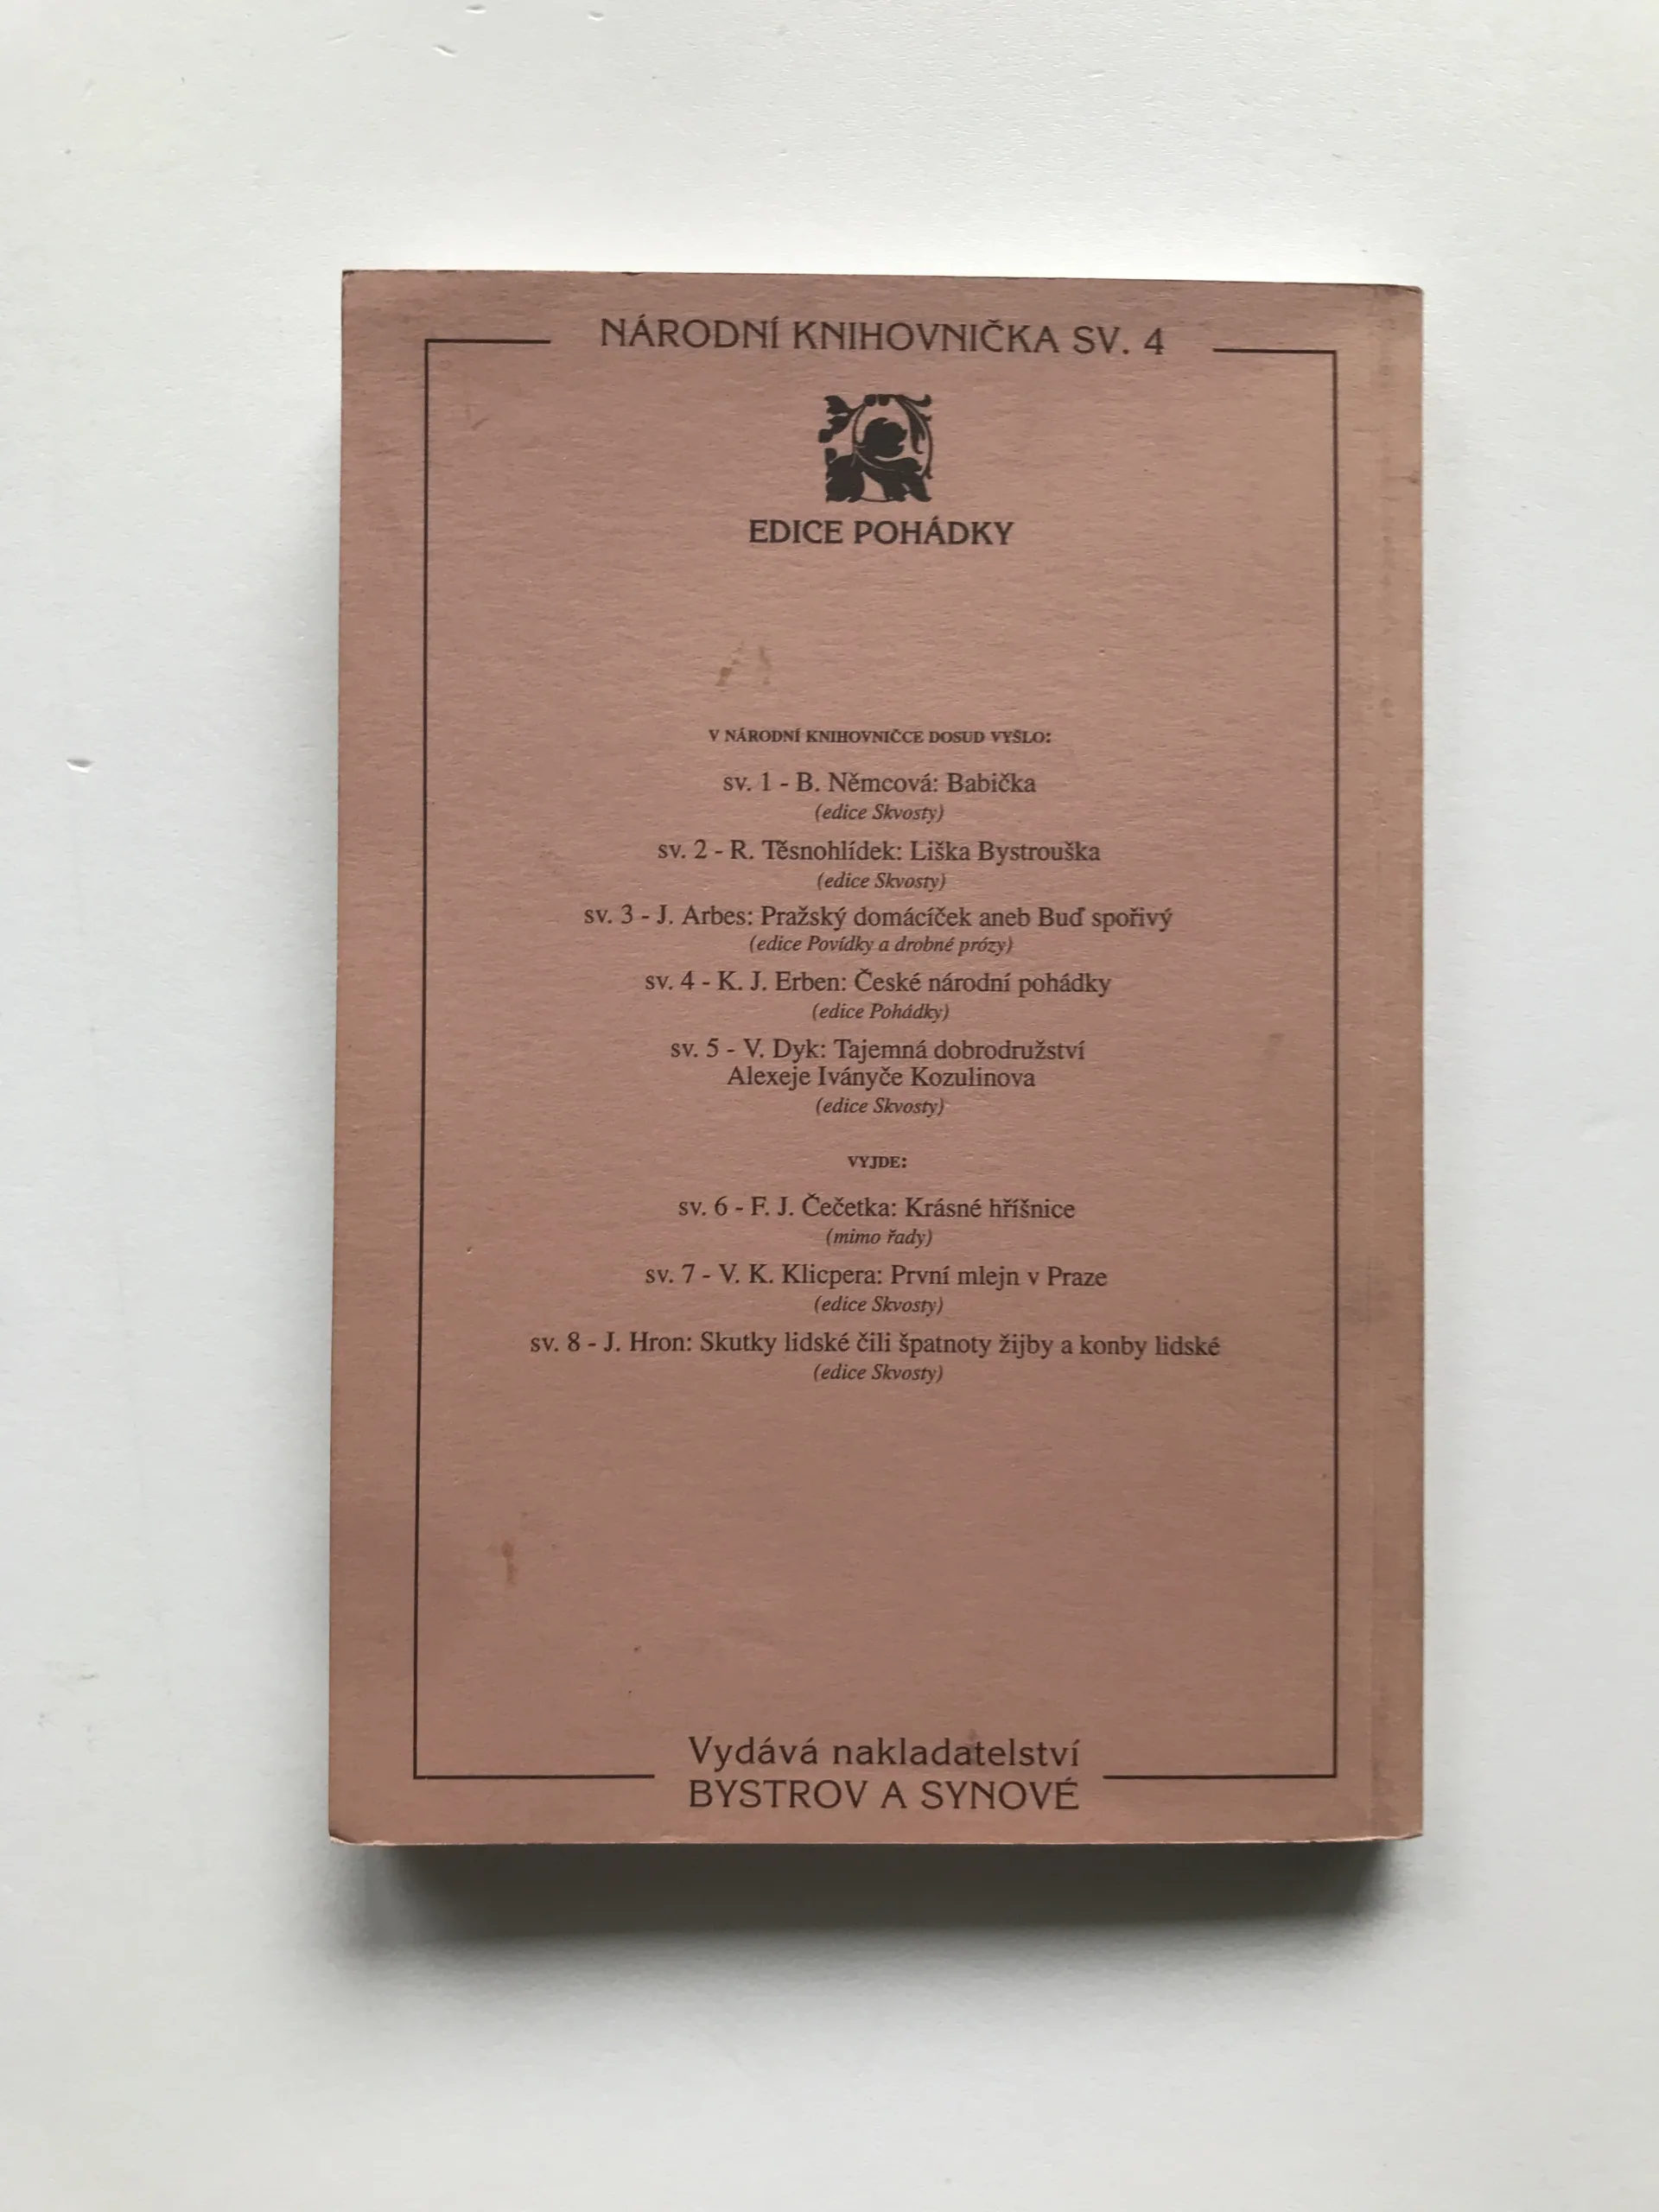 NÁRODNÍ KNIHOVNIČKA SV. 4
EDICE POHÁDKY
V NÁRODNÍ KNIHOVNIČCE DOSUD VYŠLO:
sv. 1 - B. Němcová: Babička
(edice Skvosty)
sv. 2 - R. Těsnohlídek: Liška Bystrouška
(edice Skvosty)
sv. 3 - J. Arbes: Pražský domácíček aneb Buď spořivý
(edice Povídky a drobné prózy)
sv. 4 - K. J. Erben: České národní pohádky
(edice Pohádky)
sv. 5 - V. Dyk: Tajemná dobrodružství
Alexeje Iványče Kozulinova
(edice Skvosty)
VYJDE:
sv. 6 - F. J. Čečetka: Krásné hříšnice
(mimo řady)
sv. 7 - V. K. Klicpera: První mlejn v Praze
(edice Skvosty)
sv. 8 - J. Hron: Skutky lidské čili špatnoty žijby a konby lidské
(edice Skvosty)
Vydává nakladatelství
BYSTROV A SYNOVÉ